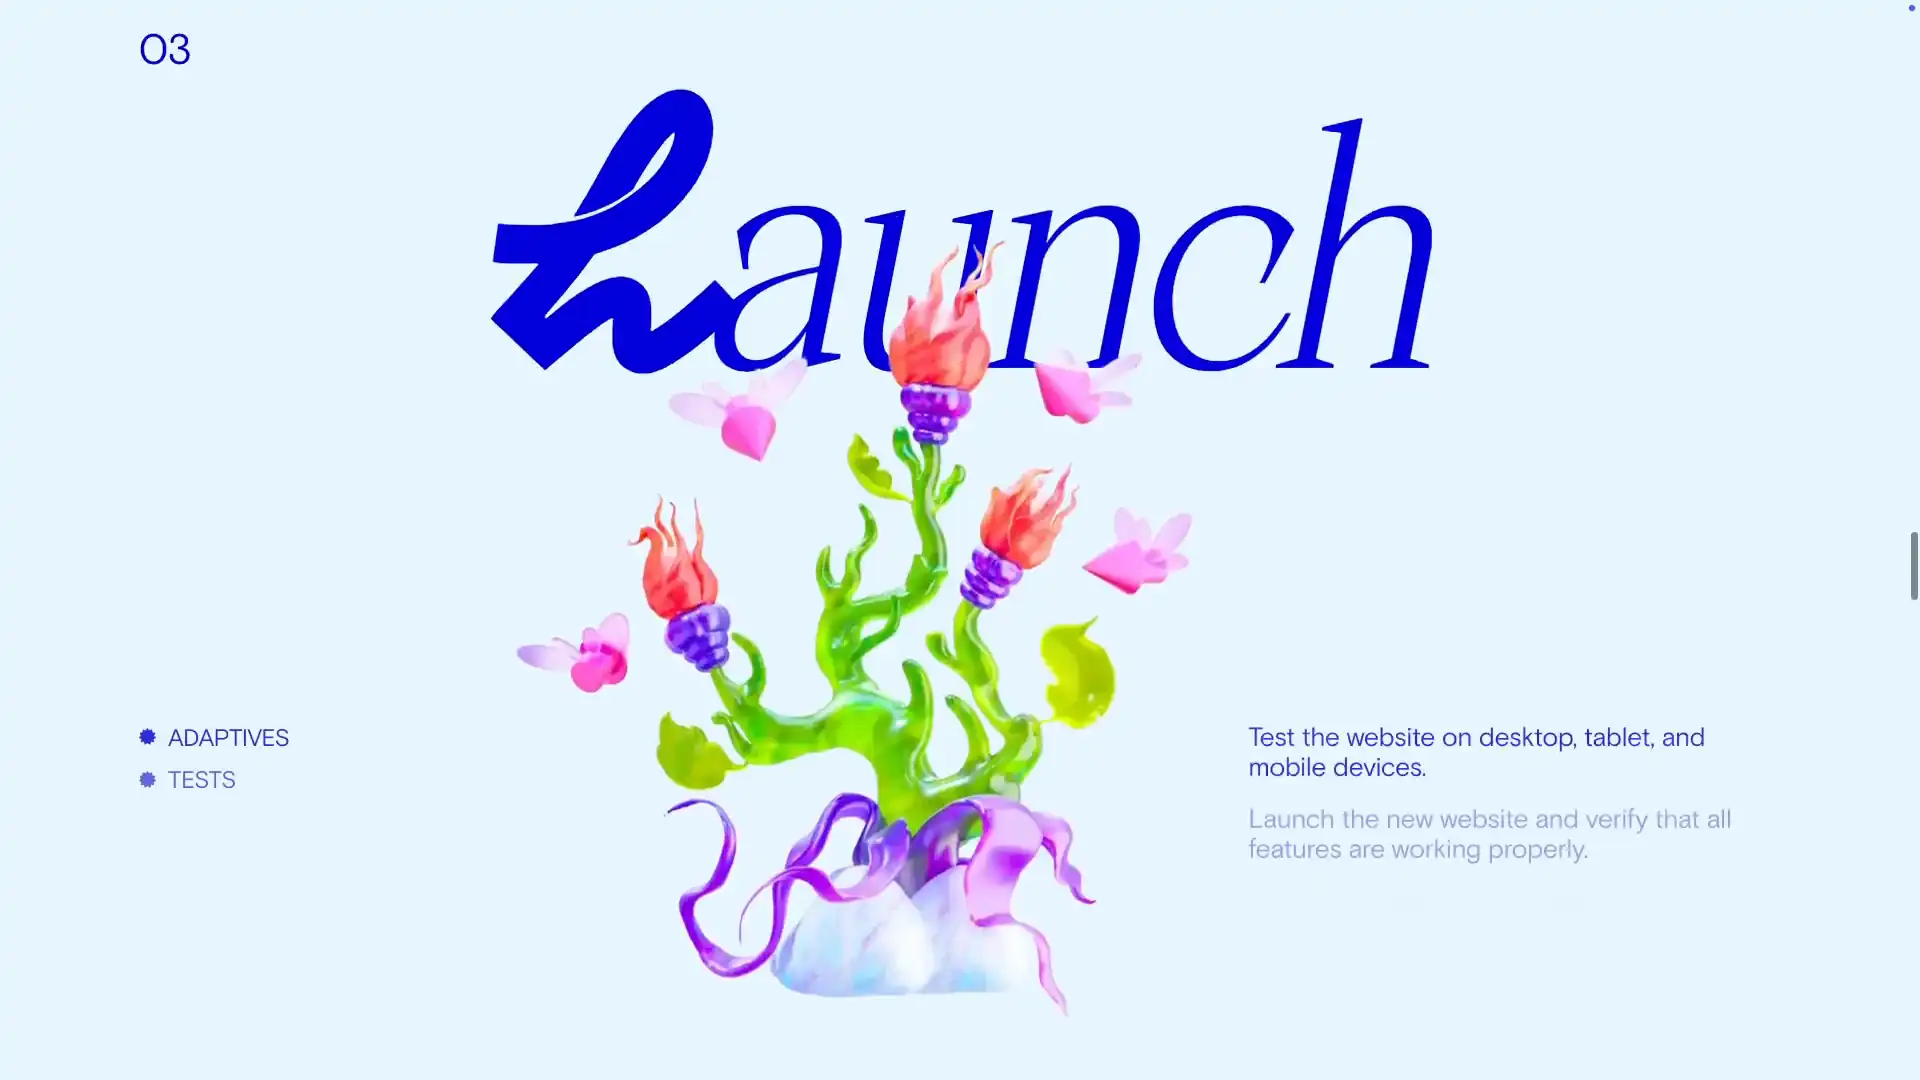 03
Launch
ADAPTIVES
TESTS
Test the website on desktop, tablet, and
mobile devices.
Launch the new website and verify that all
features are working properly.